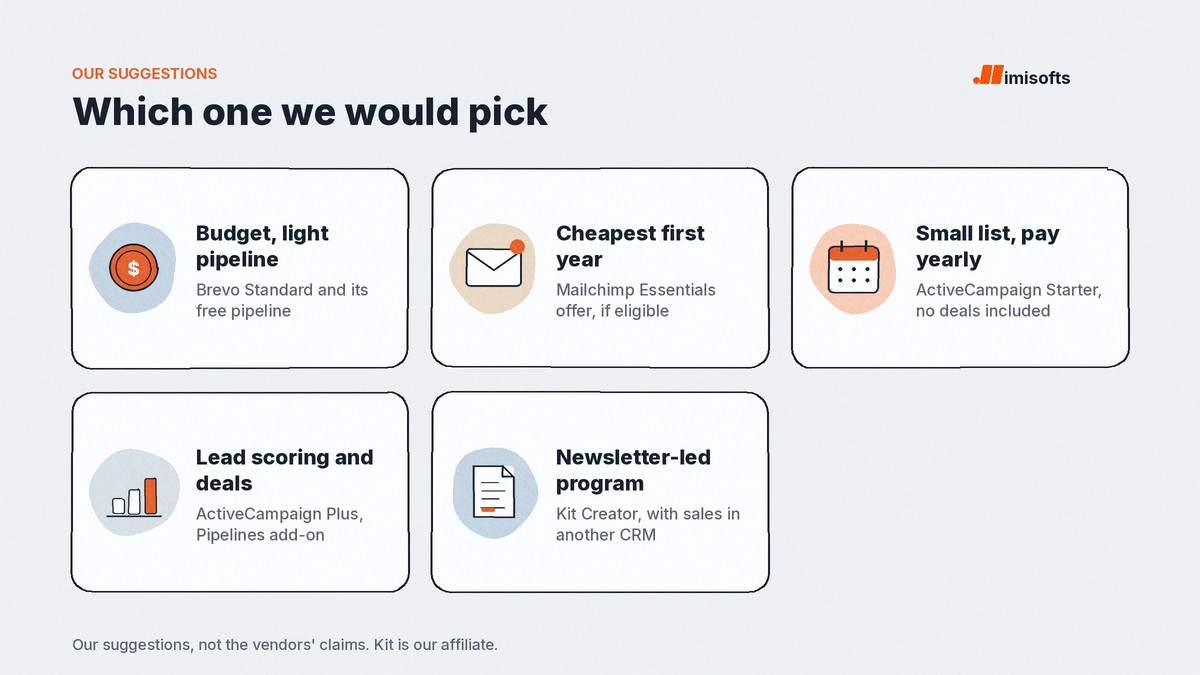 OUR SUGGESTIONS
imisofts
Which one we would pick
$
Budget, light
pipeline
Brevo Standard and its
free pipeline
Cheapest first
year
Mailchimp Essentials
offer, if eligible
Small list, pay
yearly
ActiveCampaign Starter,
no deals included
Lead scoring and
deals
ActiveCampaign Plus,
Pipelines add-on
Newsletter-led
program
Kit Creator, with sales in
another CRM
Our suggestions, not the vendors' claims. Kit is our affiliate.